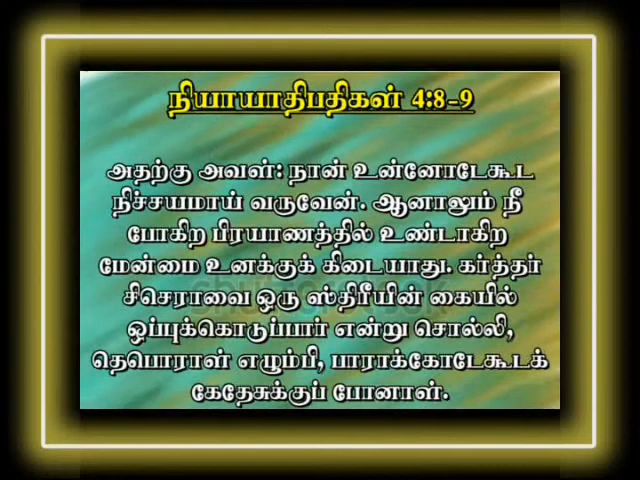 நியாயாதிபதிகள் 4:8-9
அதற்கு அவள்: நான் உன்னோடேகூட
நிச்சயமாய் வருவேன். ஆனாலும் நீ
போகிற பிரயாணத்தில் உண்டாகிற
மேன்மை உனக்குக் கிடையாது. கர்த்தர்
சிசெராவை ஒரு ஸ்திரீயின் கையில்
ஒப்புக்கொடுப்பார் என்று சொல்லி,
தெபொராள் எழும்பி, பாராக்கோடேகூடக்
கேதேசுக்குப் போனாள்.